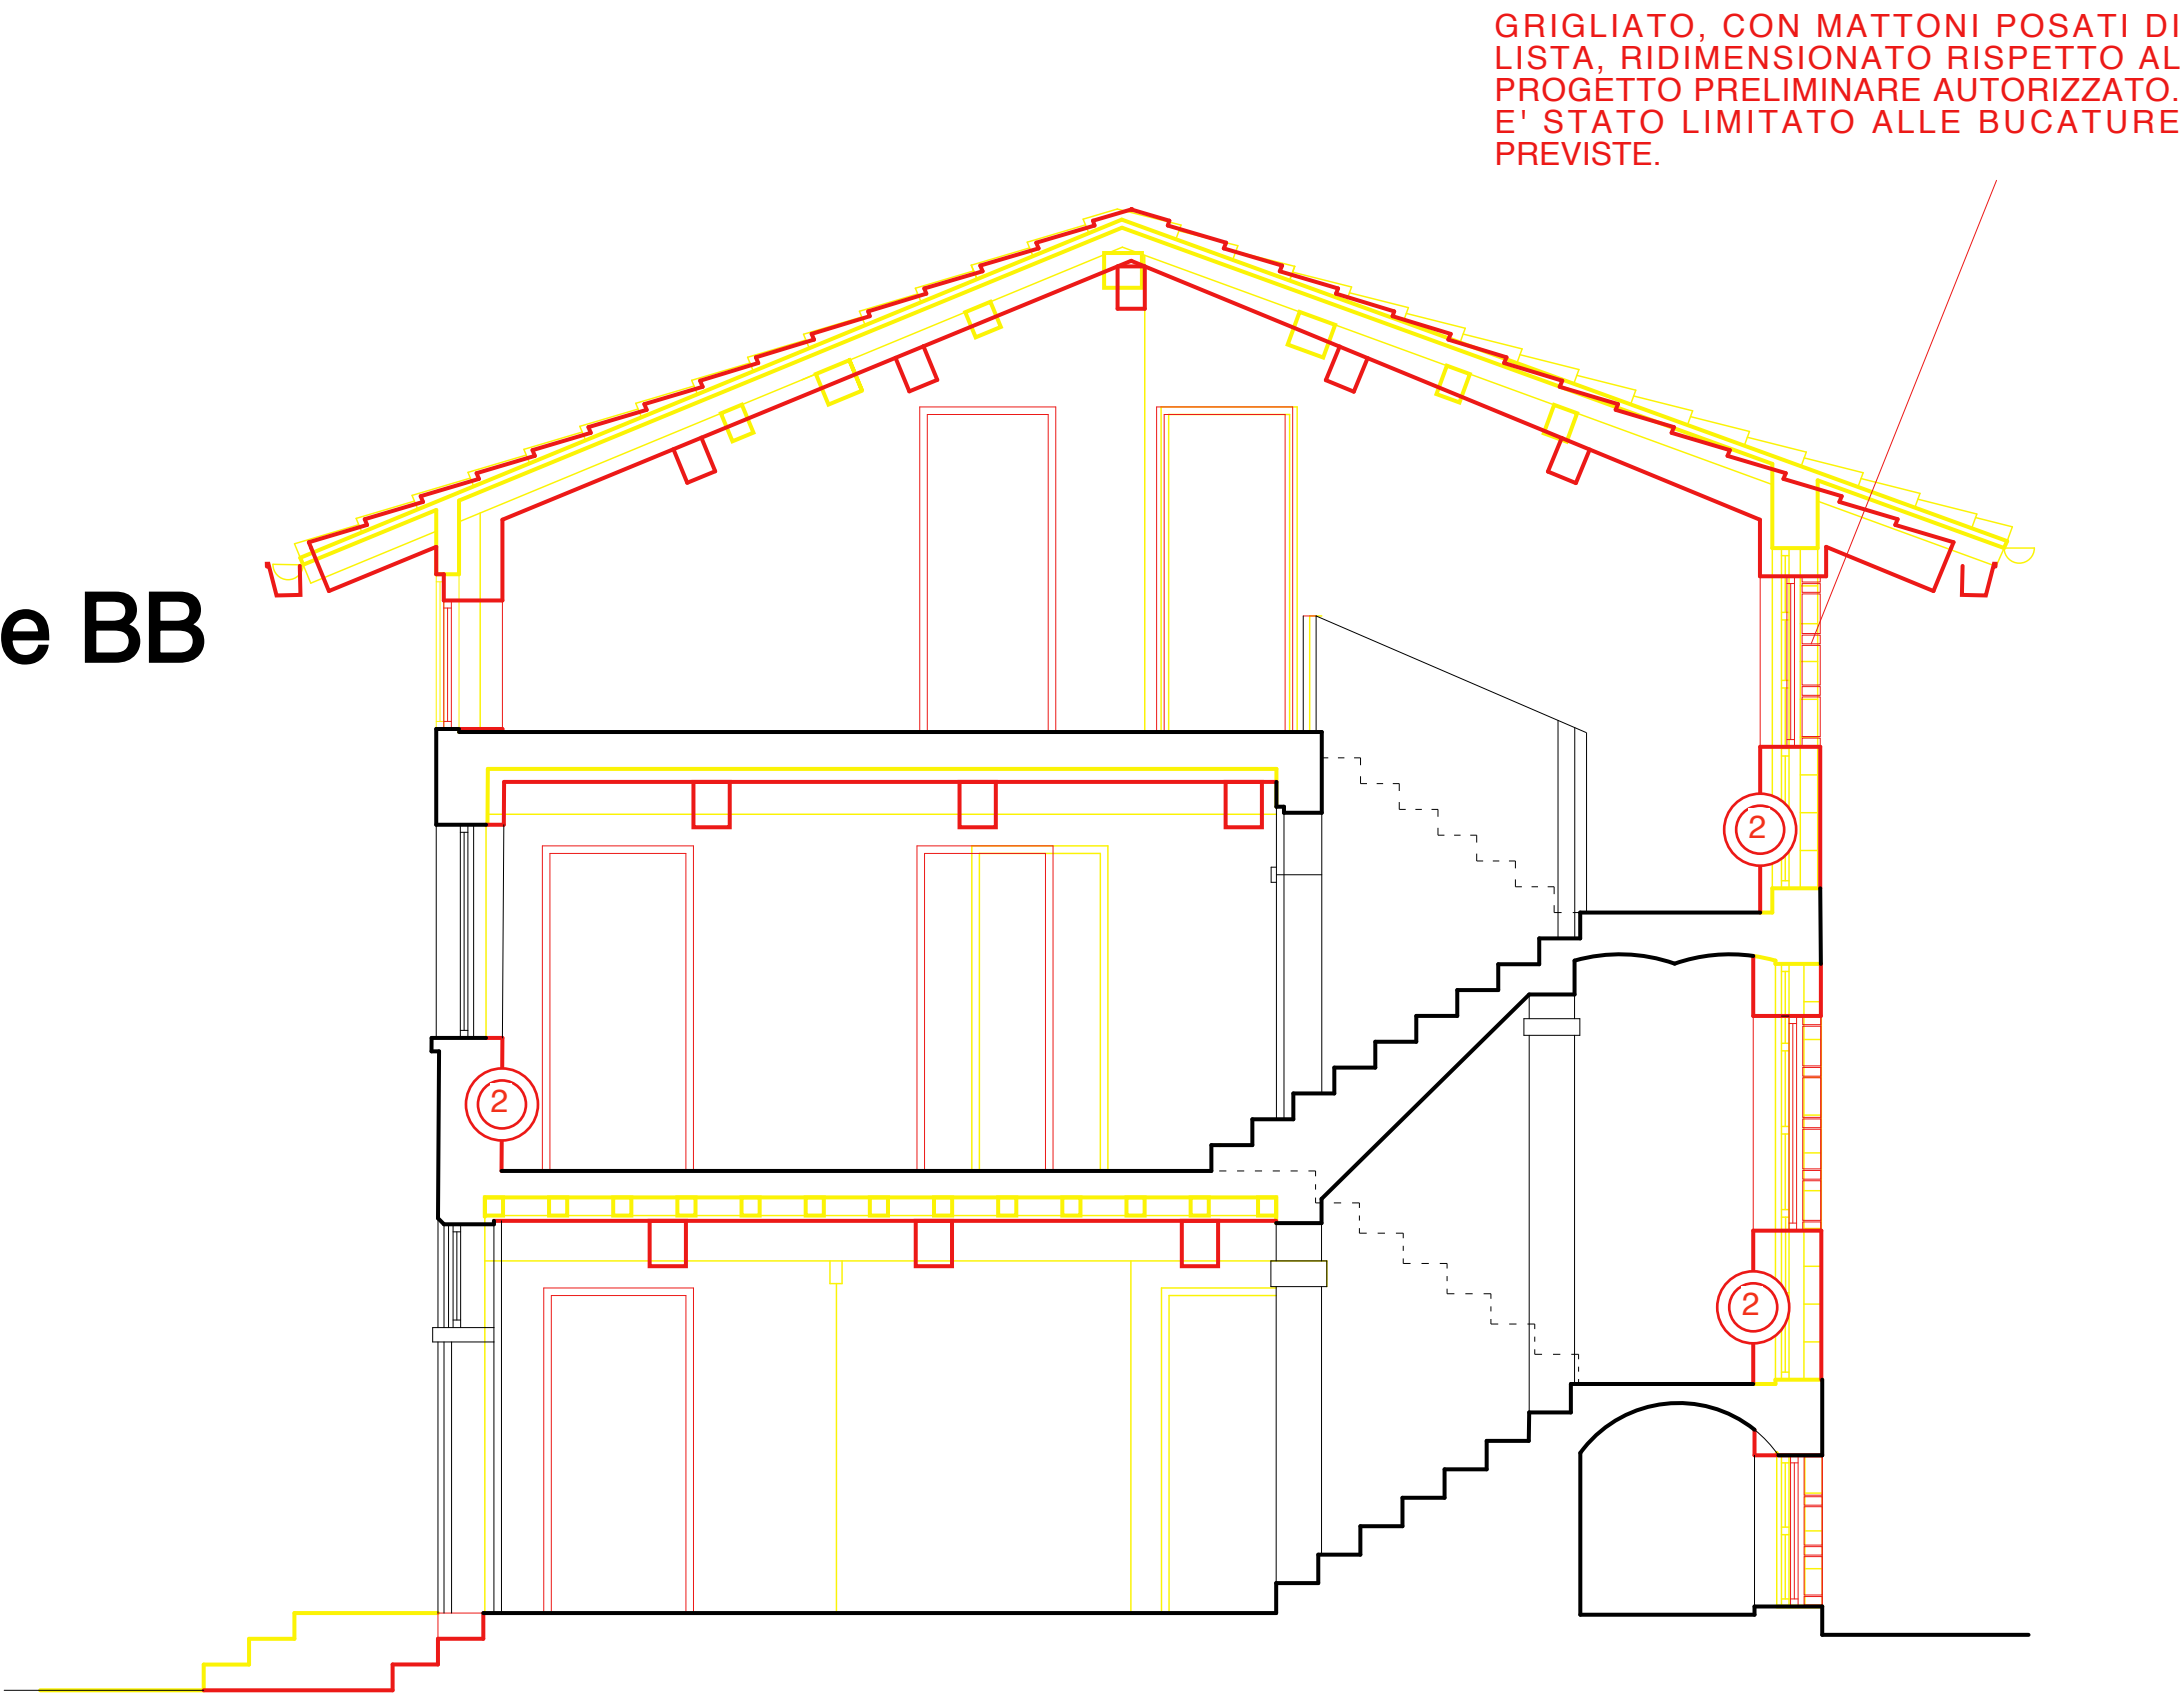 GRIGLIATO, CON MATTONI POSATI DI
LISTA, RIDIMENSIONATO RISPETTO AL
PROGETTO PRELIMINARE AUTORIZZATO.
E' STATO LIMITATO ALLE BUCATURE
PREVISTE.
e BB
2
2
2